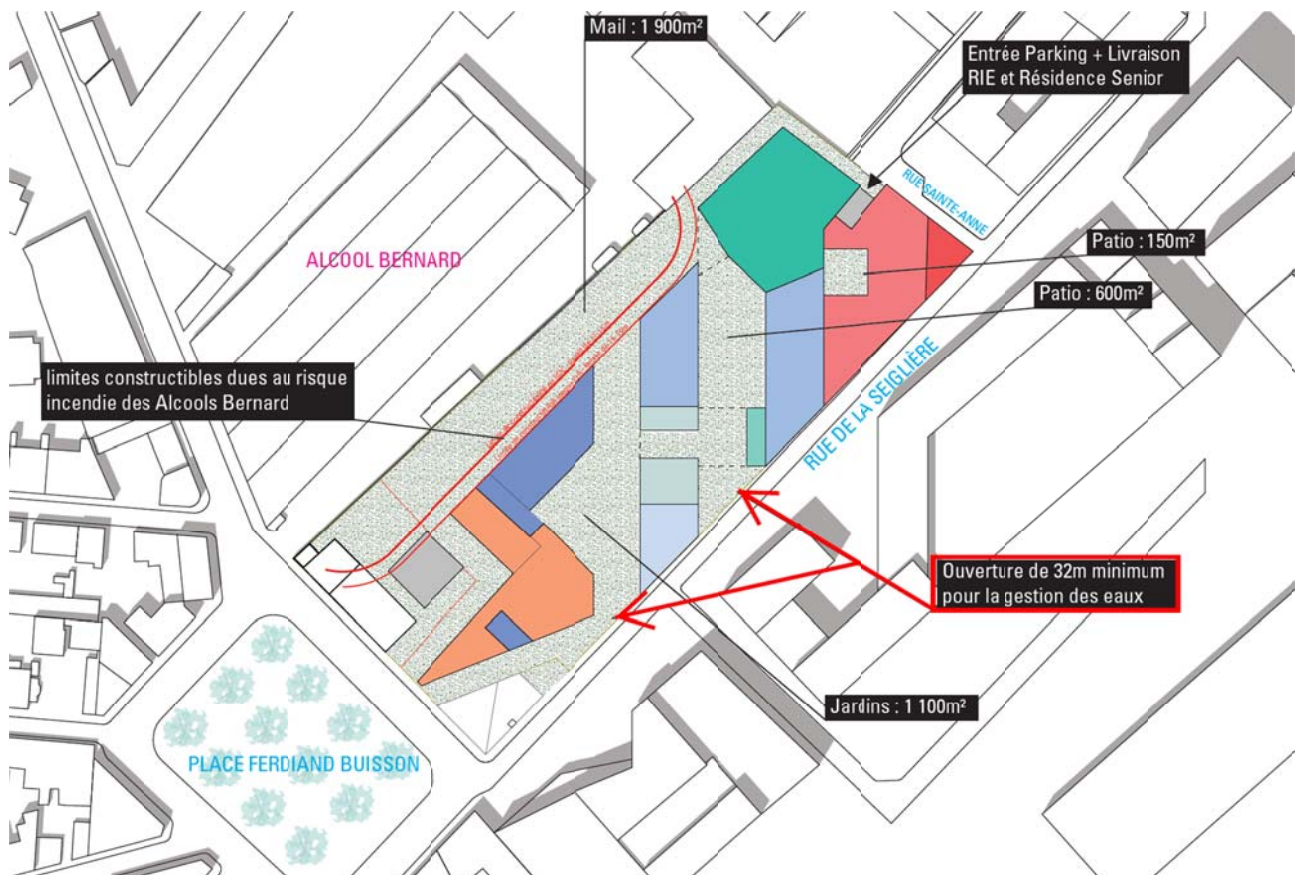 Mail : 1 900m²
Entrée Parking + Livraison
RIE et Résidence Senior
RUE SAINTE-ANNE
ALCOOL BERNARD
Patio : 150m²
Patio : 600m²
limites constructibles dues au risque
incendie des Alcools Bernard
RUE DE LA SEIGLIÈRE
Ouverture de 32m minimum
pour la gestion des eaux
Jardins : 1 100m²
PLACE FERDIAND BUISSON